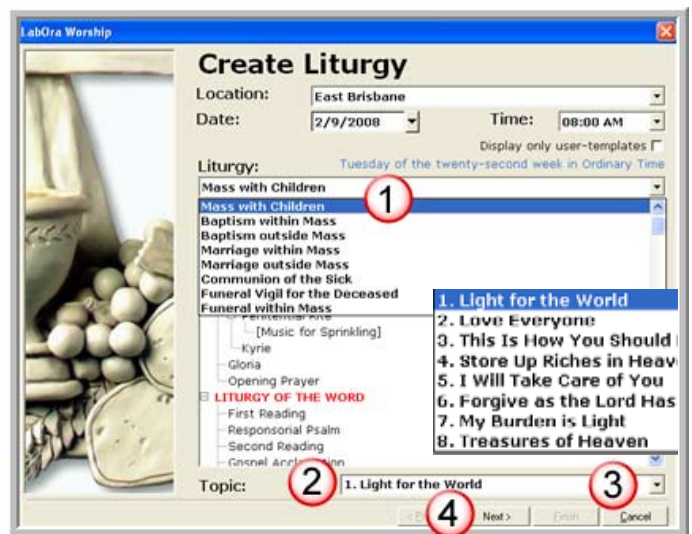 LabOra Worship
Create Liturgy
Location: East Brisbane
Date: 2/9/2008 Time: 08:00 AM
Display only user-templates
Liturgy: Tuesday of the twenty-second week in Ordinary Time
Mass with Children
1
Mass with Children
Baptism within Mass
Baptism outside Mass
Marriage within Mass
Marriage outside Mass
Communion of the Sick
Funeral Vigil for the Deceased
Funeral within Mass
Penitential Rite
[Music for Sprinkling]
Kyrie
Gloria
Opening Prayer
LITURGY OF THE WORD
First Reading
Responsorial Psalm
Second Reading
Gospel Acclamation
1. Light for the World
2. Love Everyone
3. This Is How You Should
4. Store Up Riches in Heav
5. I Will Take Care of You
6. Forgive as the Lord Has
7. My Burden is Light
8. Treasures of Heaven
Topic: 2 1. Light for the World 3
4 Next > Finish Cancel